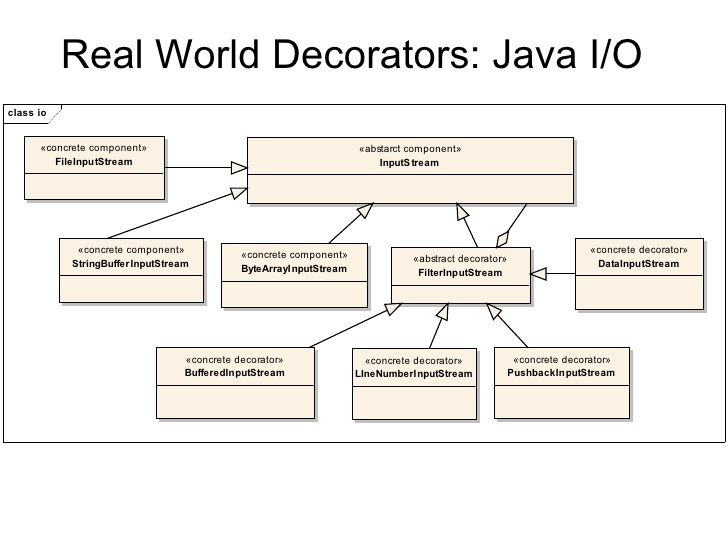 Real World Decorators: Java I/O
class io
«concrete component»
FileInputStream
«abstarct component»
InputStream
«concrete component»
StringBufferInputStream
«concrete component»
ByteArrayInputStream
«abstract decorator»
FilterInputStream
«concrete decorator»
DataInputStream
«concrete decorator»
BufferedInputStream
«concrete decorator»
LIneNumberInputStream
«concrete decorator»
PushbackInputStream